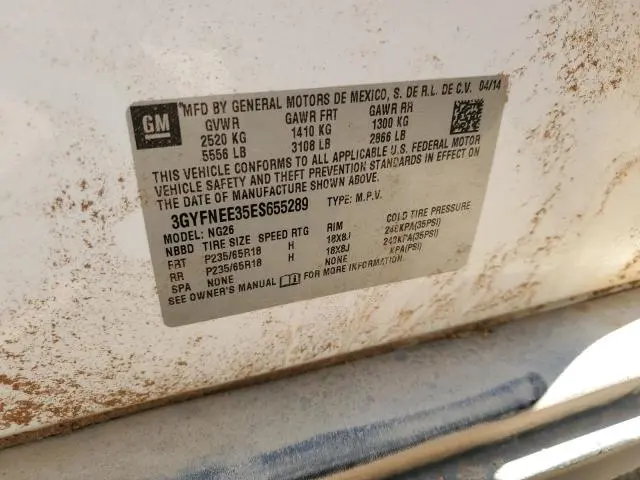 GM
MFD BY GENERAL MOTORS DE MEXICO, S. DE R.L. DE C.V. 04/14
GVWR GAWR FRT GAWR RR
2520 KG 1410 KG 1300 KG
5556 LB 3108 LB 2866 LB
THIS VEHICLE CONFORMS TO ALL APPLICABLE U.S. FEDERAL MOTOR
VEHICLE SAFETY AND THEFT PREVENTION STANDARDS IN EFFECT ON
THE DATE OF MANUFACTURE SHOWN ABOVE.
3GYFNEE35ES655289 TYPE: M.P.V.
MODEL: NG26
NBBD TIRE SIZE SPEED RTG RIM COLD TIRE PRESSURE
FRT P235/65R18 H 18X8J 240KPA(35PSI)
RR P235/65R18 H 18X8J 240KPA(35PSI)
SPA NONE NONE KPA(PSI)
SEE OWNER'S MANUAL FOR MORE INFORMATION.